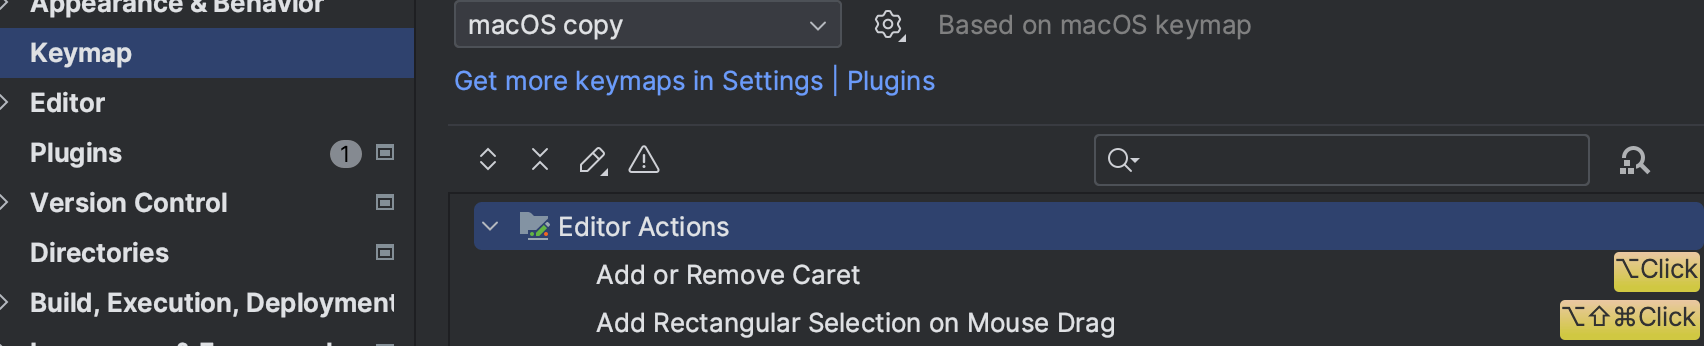 Appearance & Behavior
Keymap
Editor
Plugins 1
Version Control
Directories
Build, Execution, Deployment
macOS copy
Based on macOS keymap
Get more keymaps in Settings | Plugins
Editor Actions
Add or Remove Caret ⌥Click
Add Rectangular Selection on Mouse Drag ⌥⇧⌘Click